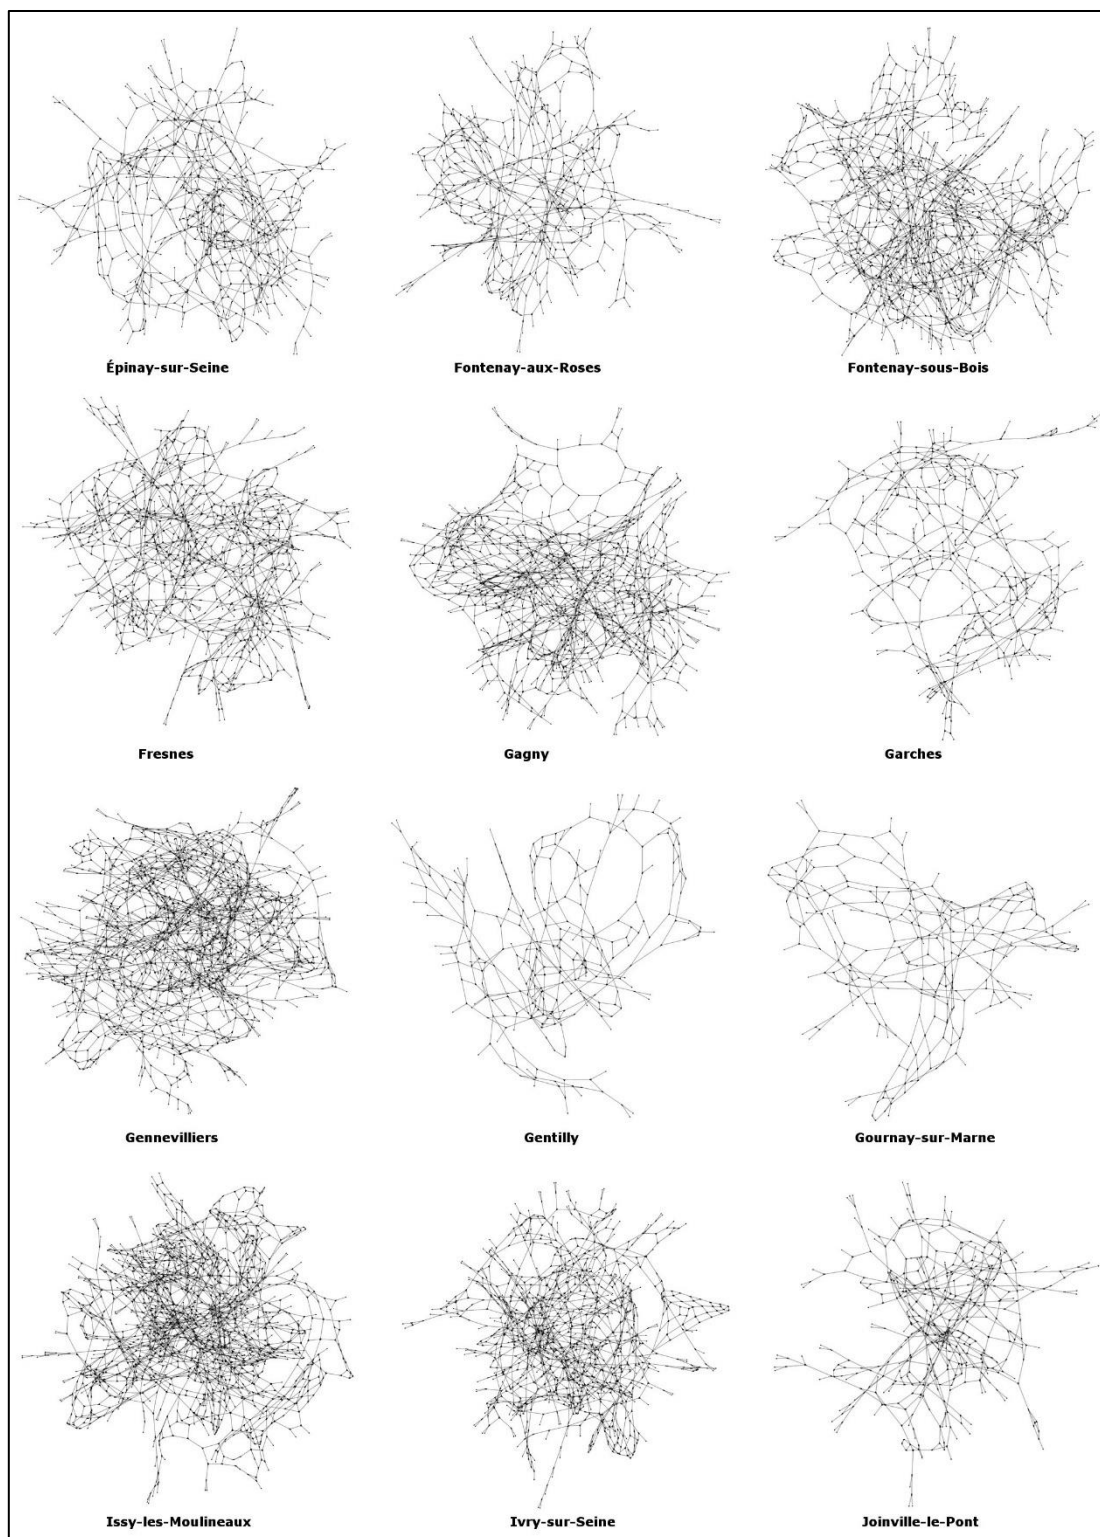 Épinay-sur-Seine
Fontenay-aux-Roses
Fontenay-sous-Bois
Fresnes
Gagny
Garches
Gennevilliers
Gentilly
Gournay-sur-Marne
Issy-les-Moulineaux
Ivry-sur-Seine
Joinville-le-Pont